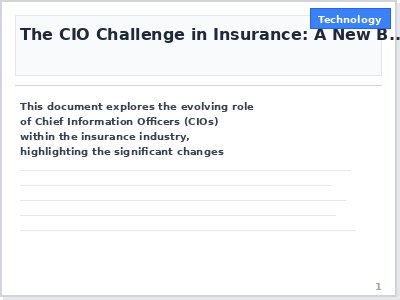 Technology
The CIO Challenge in Insurance: A New B...
This document explores the evolving role
of Chief Information Officers (CIOs)
within the insurance industry,
highlighting the significant changes
1